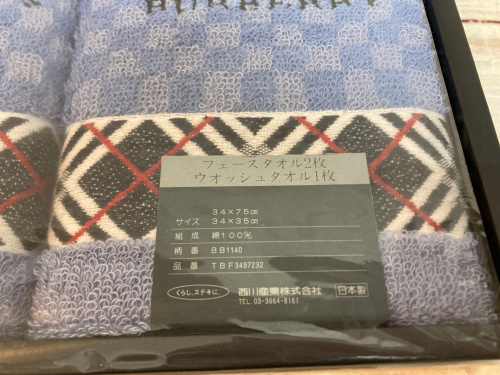 BURBERRY
フェースタオル2枚
ウオッシュタオル1枚
34×75㎝
サイズ 34×35㎝
組成 綿100%
柄番 BB1140
品番 TBF3497232
くらし、ステキに 西川産業株式会社 日本製
TEL 03-3664-8161